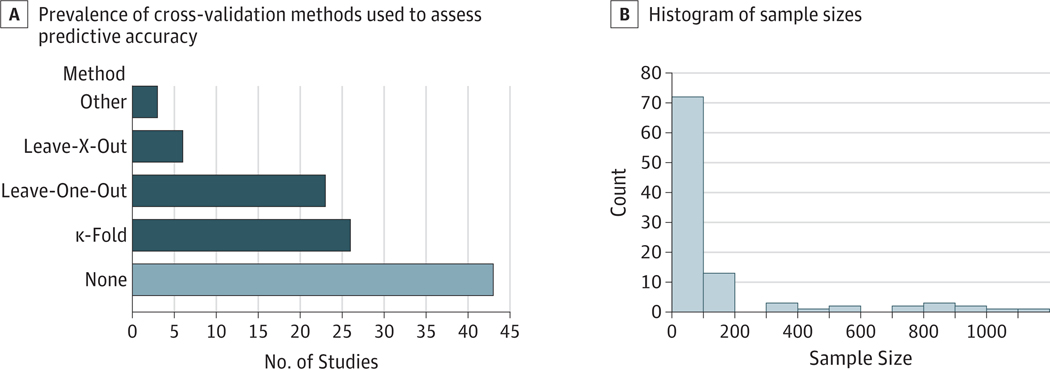 A Prevalence of cross-validation methods used to assess
predictive accuracy
Method
Other
Leave-X-Out
Leave-One-Out
κ-Fold
None
0 5 10 15 20 25 30 35 40 45
No. of Studies
B Histogram of sample sizes
80
70
60
50
40
30
20
10
0
Count
0 200 400 600 800 1000
Sample Size